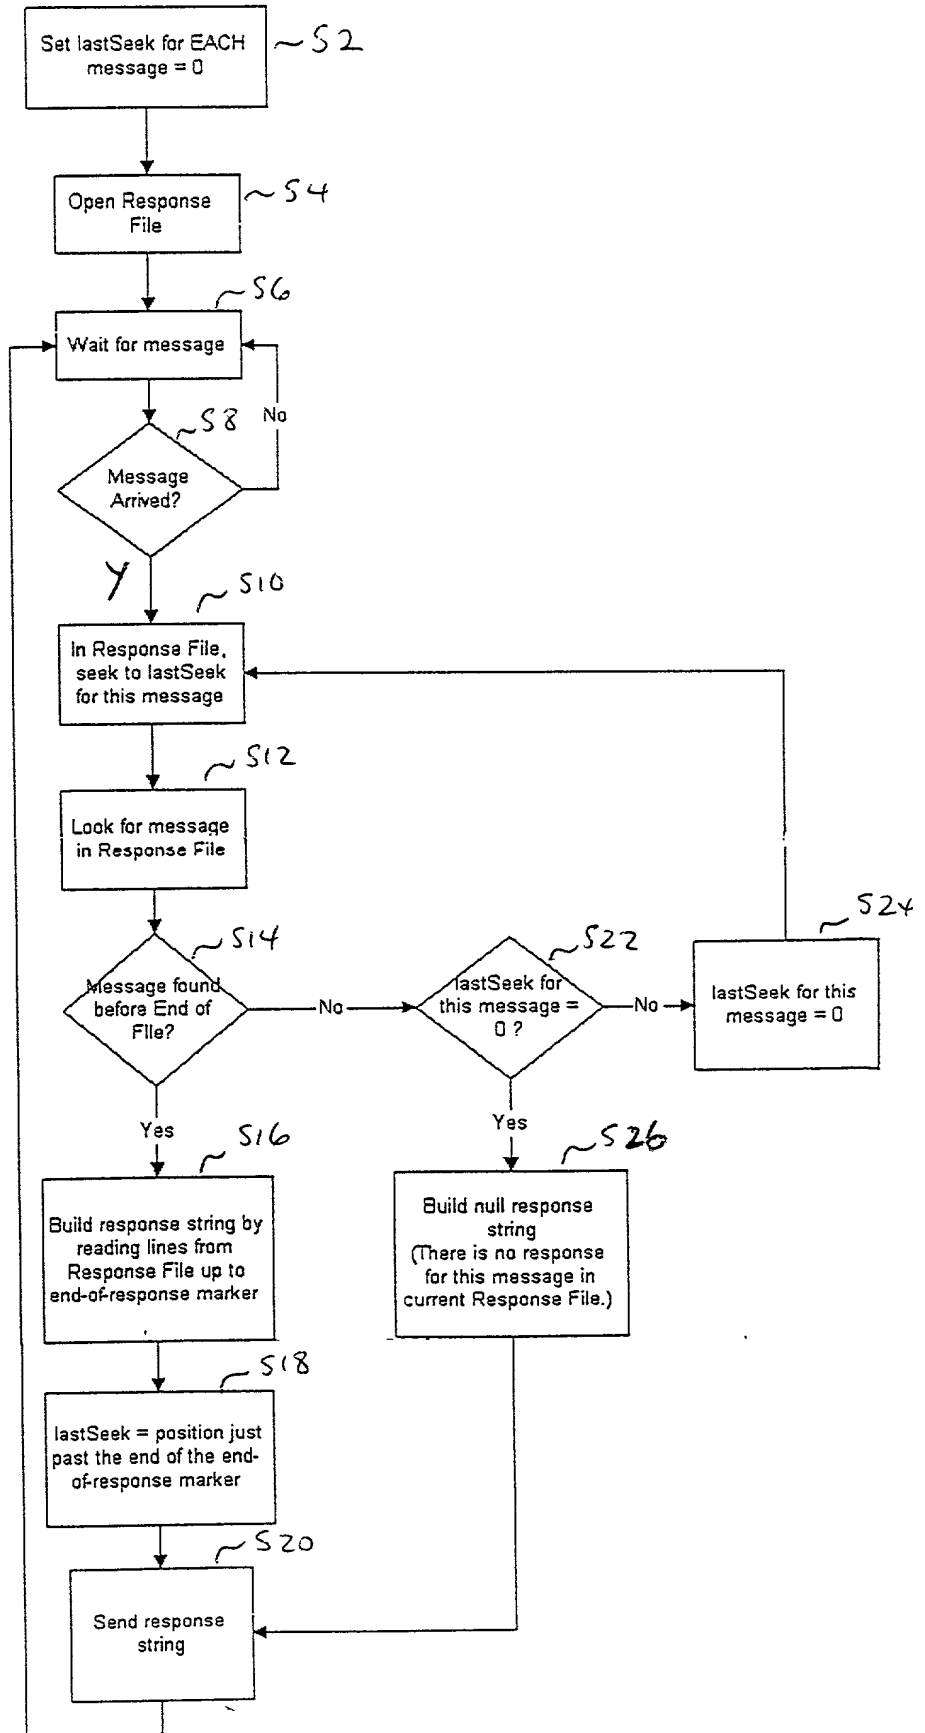 Set lastSeek for EACH
message = 0
S2
Open Response
File
S4
S6
Wait for message
No
S8
Message
Arrived?
Y
S10
In Response File,
seek to lastSeek
for this message
S12
Look for message
in Response File
S14
Message found
before End of
File?
No
S22
lastSeek for
this message =
0 ?
No
S24
lastSeek for this
message = 0
Yes
S16
Build response string by
reading lines from
Response File up to
end-of-response marker
Yes
S26
Build null response
string
(There is no response
for this message in
current Response File.)
S18
lastSeek = position just
past the end of the end-
of-response marker
S20
Send response
string